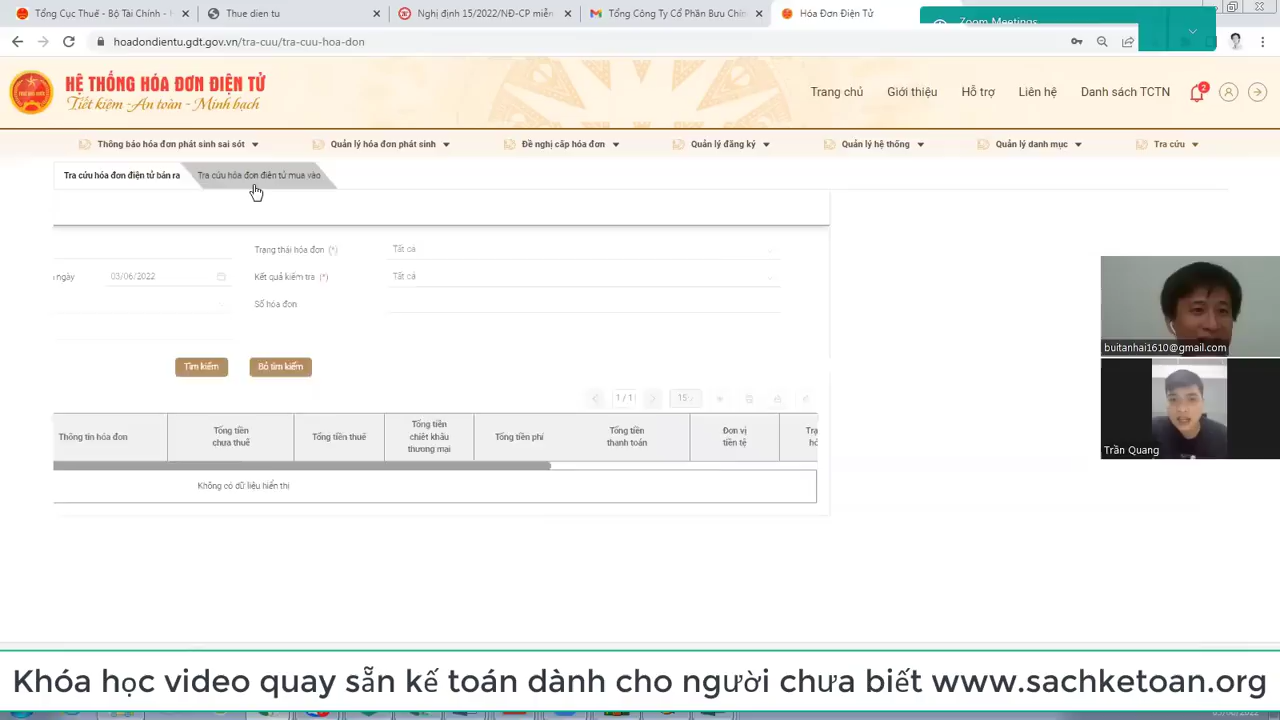 Tổng Cục Thuế - Bộ Tài Chính -
Thue dien tu
Nghị định 15/2022/NĐ-CP miễn
Tổng Công Ty Cổ Phần Bưu Chín
Hóa Đơn Điện Tử
Zoom Meetings
hoadondientu.gdt.gov.vn/tra-cuu/tra-cuu-hoa-don
HỆ THỐNG HÓA ĐƠN ĐIỆN TỬ
Tiết kiệm - An toàn - Minh bạch
Trang chủ
Giới thiệu
Hỗ trợ
Liên hệ
Danh sách TCTN
2
Thông báo hóa đơn phát sinh sai sót
Quản lý hóa đơn phát sinh
Đề nghị cấp hóa đơn
Quản lý đăng ký
Quản lý hệ thống
Quản lý danh mục
Tra cứu
Tra cứu hóa đơn điện tử bán ra
Tra cứu hóa đơn điện tử mua vào
Trạng thái hóa đơn (*)
Tất cả
ngày
03/06/2022
Kết quả kiểm tra (*)
Tất cả
Số hóa đơn
Tìm kiếm
Bỏ tìm kiếm
1 / 1
15
Thông tin hóa đơn
Tổng tiền chưa thuế
Tổng tiền thuế
Tổng tiền chiết khấu thương mại
Tổng tiền phí
Tổng tiền thanh toán
Đơn vị tiền tệ
Không có dữ liệu hiển thị
buitanhai1610@gmail.com
Trần Quang
Khóa học video quay sẵn kế toán dành cho người chưa biết www.sachketoan.org